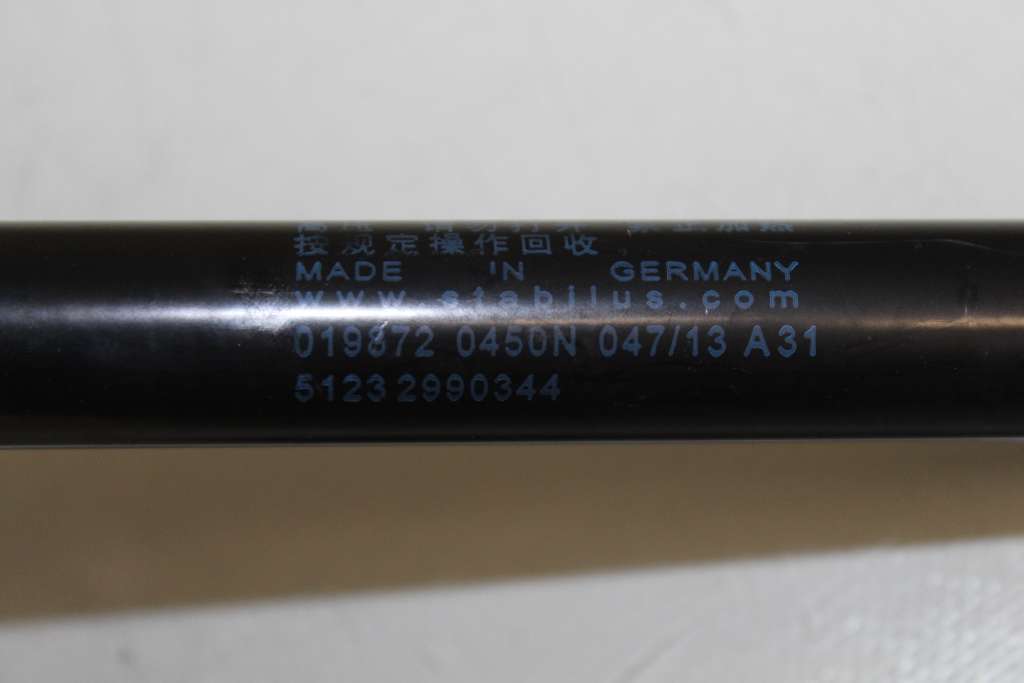 按规定操作回收
MADE IN GERMANY
www.stabilus.com
019872 0450N 047/13 A31
5123 2990344